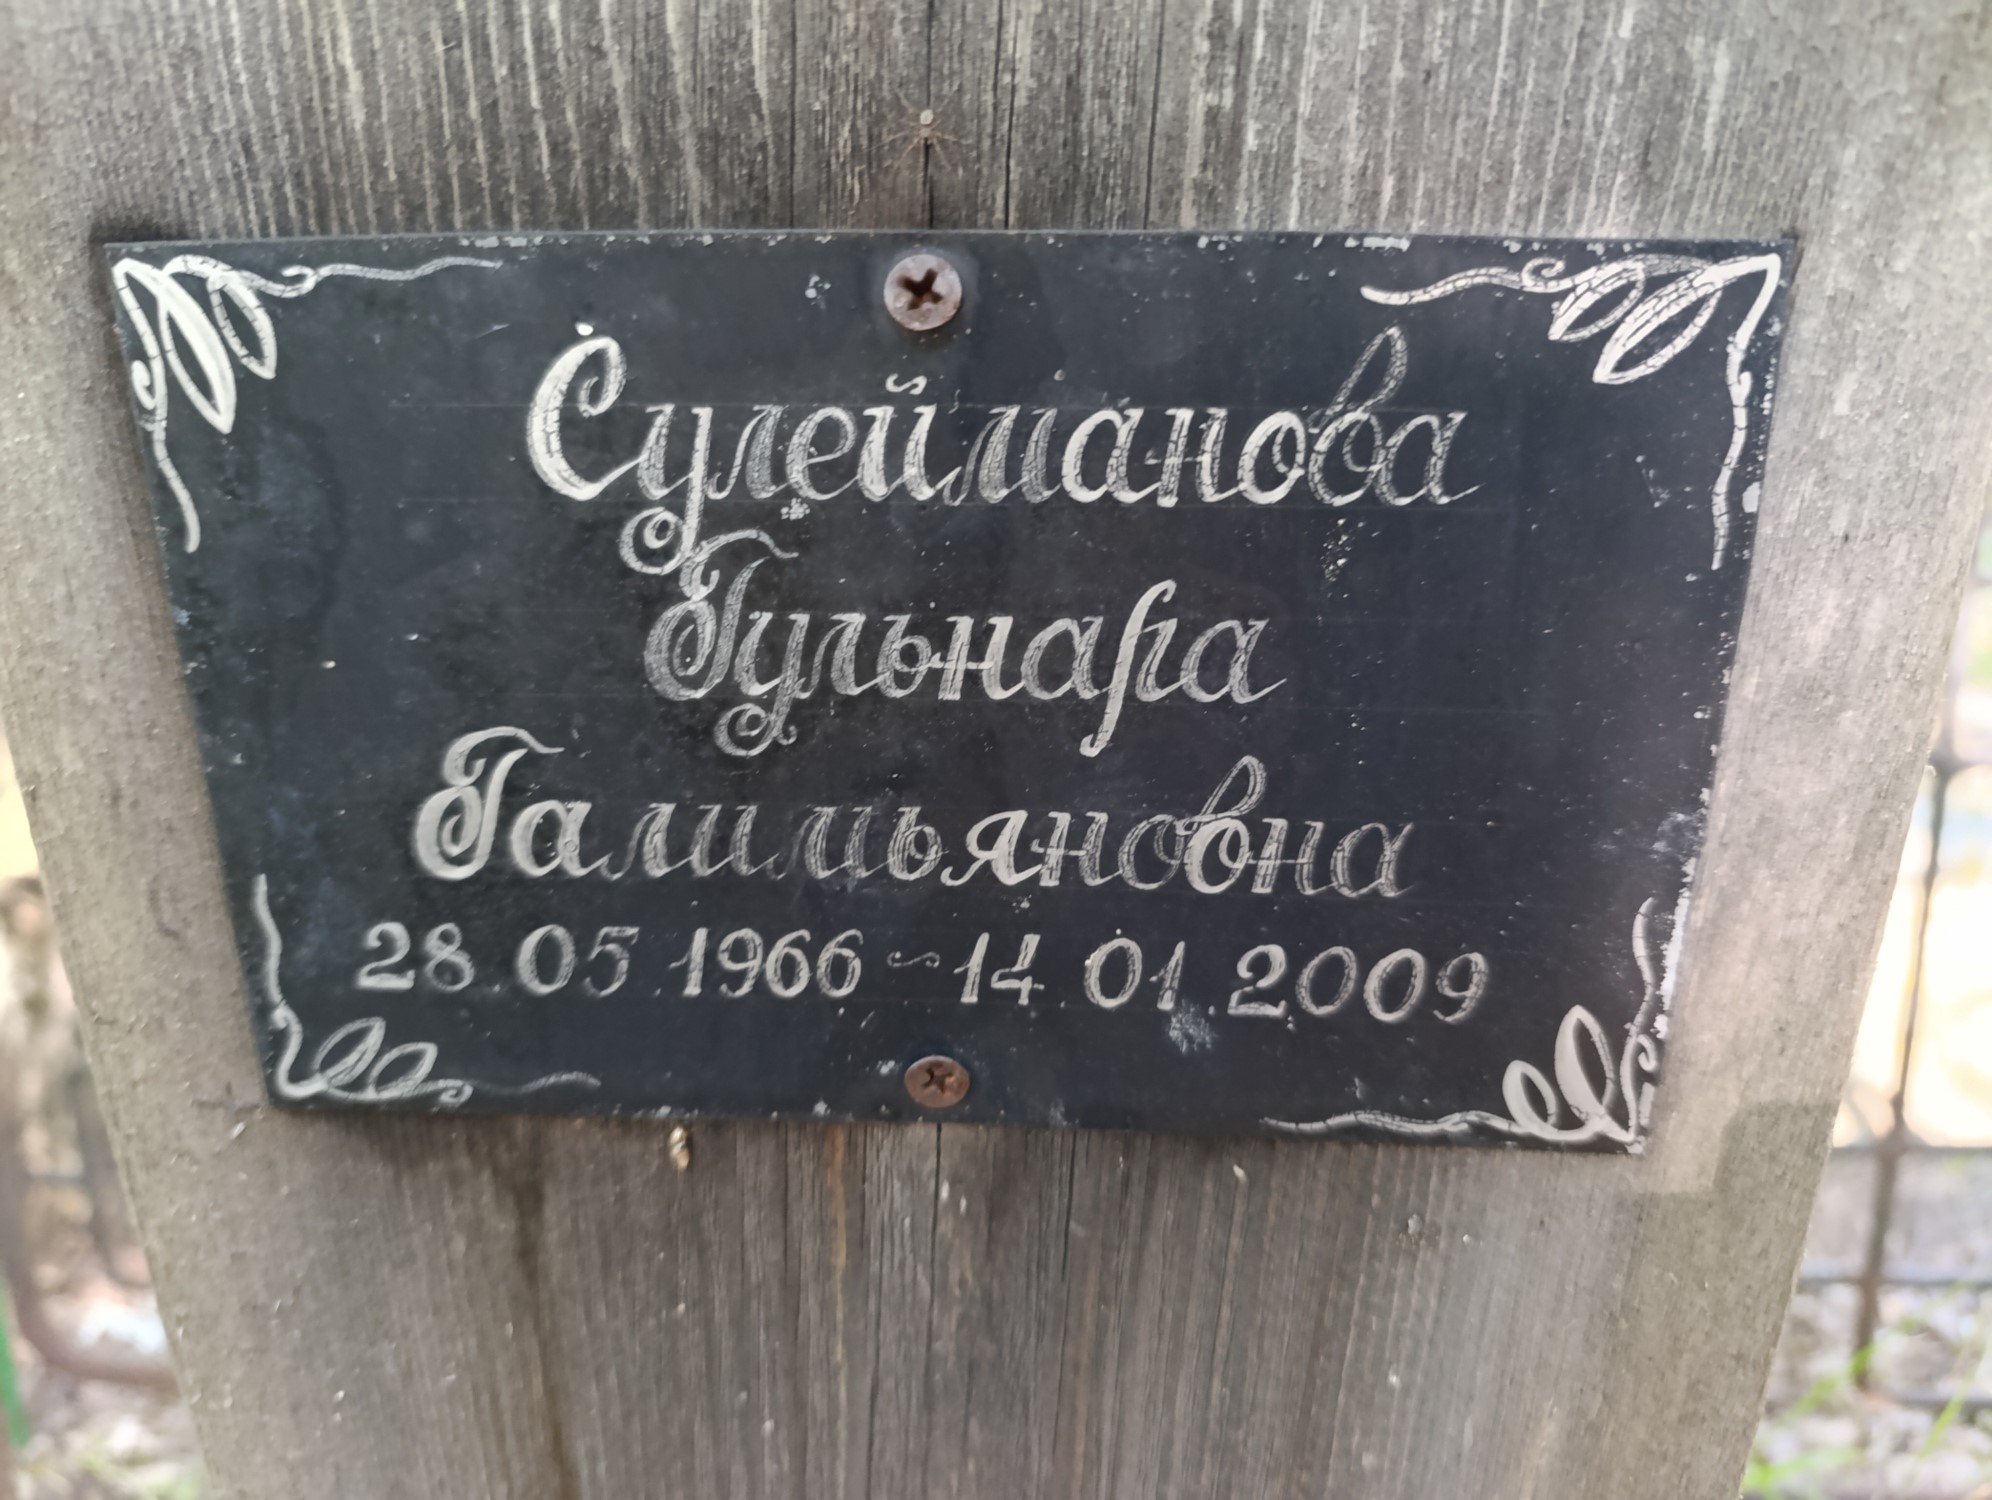 Сулейманова
Гульнара
Галимьяновна
28.05.1966~14.01.2009